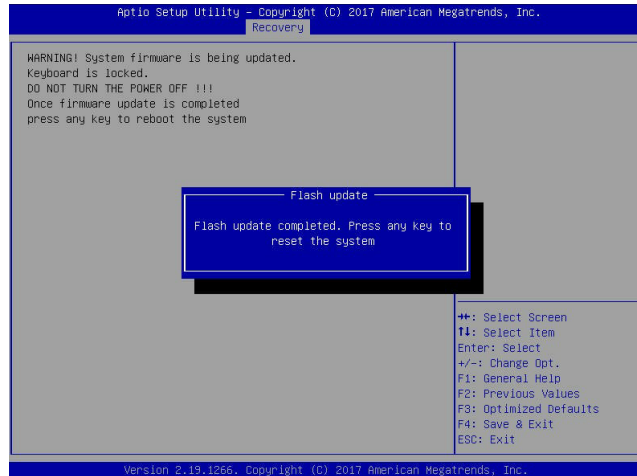 Aptio Setup Utility – Copyright (C) 2017 American Megatrends, Inc.
Recovery
WARNING! System firmware is being updated.
Keyboard is locked.
DO NOT TURN THE POWER OFF !!!
Once firmware update is completed
press any key to reboot the system
Flash update
Flash update completed. Press any key to
reset the system
→←: Select Screen
↑↓: Select Item
Enter: Select
+/-: Change Opt.
F1: General Help
F2: Previous Values
F3: Optimized Defaults
F4: Save & Exit
ESC: Exit
Version 2.19.1266. Copyright (C) 2017 American Megatrends, Inc.